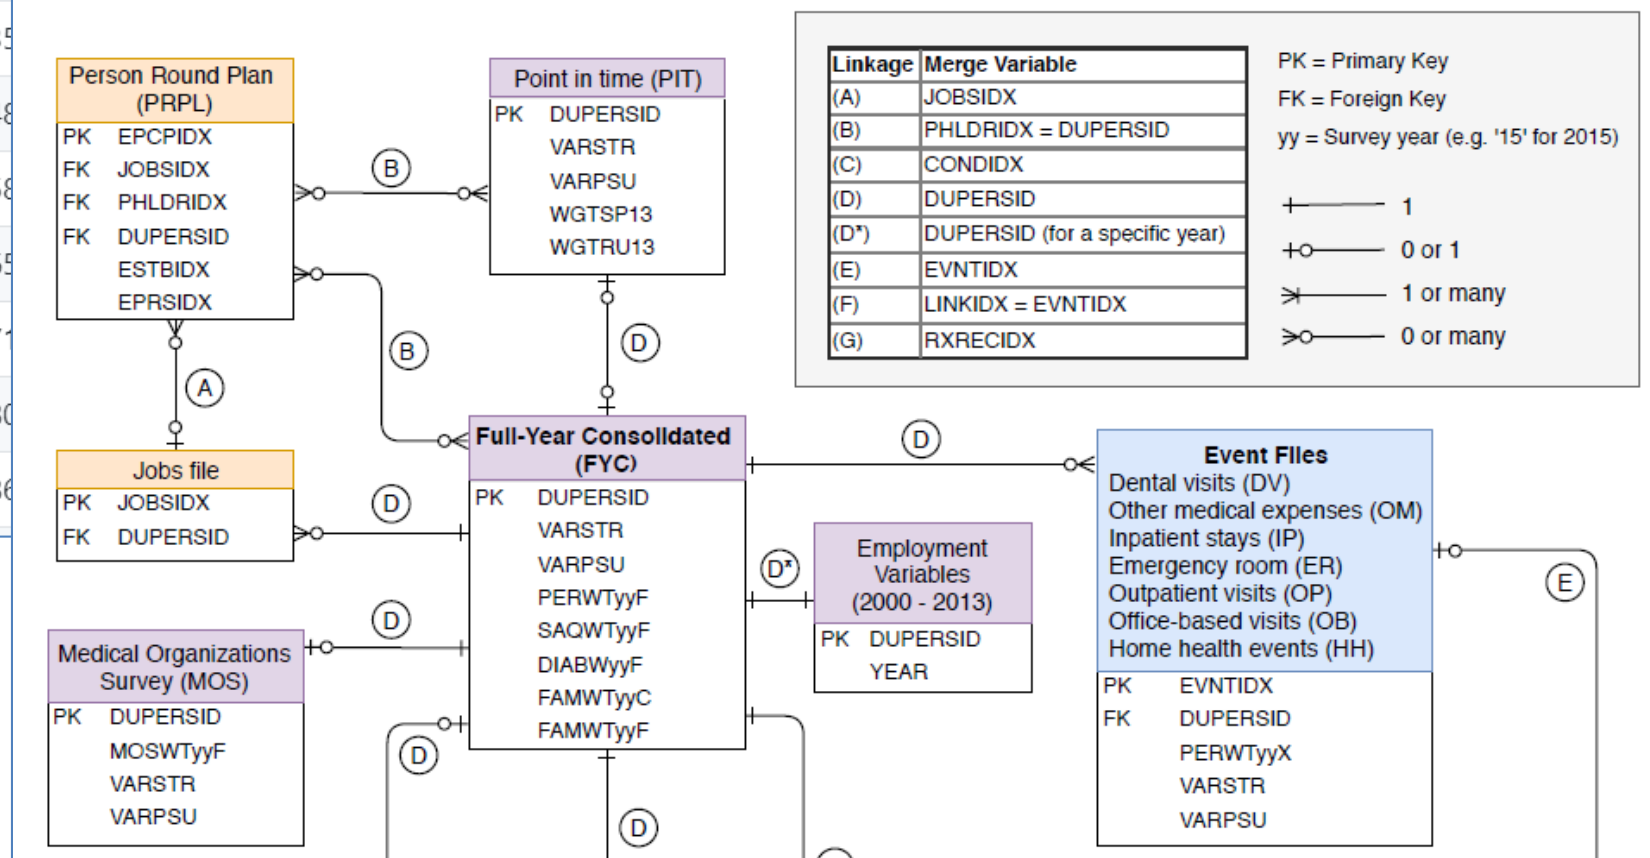 Person Round Plan
(PRPL)
PK EPCPIDX
FK JOBSIDX
FK PHLDRIDX
FK DUPERSID
ESTBIDX
EPRSIDX
Point in time (PIT)
PK DUPERSID
VARSTR
VARPSU
WGTSP13
WGTRU13
Linkage Merge Variable
(A) JOBSIDX
(B) PHLDRIDX = DUPERSID
(C) CONDIDX
(D) DUPERSID
(D*) DUPERSID (for a specific year)
(E) EVNTIDX
(F) LINKIDX = EVNTIDX
(G) RXRECIDX
PK = Primary Key
FK = Foreign Key
yy = Survey year (e.g. '15' for 2015)
1
0 or 1
1 or many
0 or many
B
B
D
A
Jobs file
PK JOBSIDX
FK DUPERSID
D
Full-Year Consolidated
(FYC)
PK DUPERSID
VARSTR
VARPSU
PERWTyyF
SAQWTyyF
DIABWyyF
FAMWTyyC
FAMWTyyF
D
D*
Employment
Variables
(2000 - 2013)
PK DUPERSID
YEAR
Event Files
Dental visits (DV)
Other medical expenses (OM)
Inpatient stays (IP)
Emergency room (ER)
Outpatient visits (OP)
Office-based visits (OB)
Home health events (HH)
PK EVNTIDX
FK DUPERSID
PERWTyyX
VARSTR
VARPSU
E
D
Medical Organizations
Survey (MOS)
PK DUPERSID
MOSWTyyF
VARSTR
VARPSU
D
D